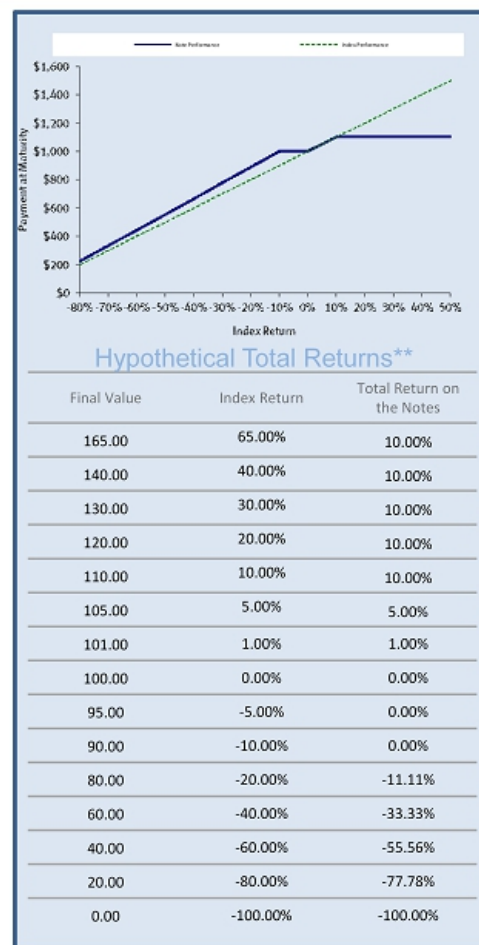 Note Performance Index Performance
$1,600
$1,400
$1,200
$1,000
$800
$600
$400
$200
$0
Payment at Maturity
-80% -70% -60% -50% -40% -30% -20% -10% 0% 10% 20% 30% 40% 50%
Index Return
Hypothetical Total Returns**
Final Value Index Return Total Return on
the Notes
165.00 65.00% 10.00%
140.00 40.00% 10.00%
130.00 30.00% 10.00%
120.00 20.00% 10.00%
110.00 10.00% 10.00%
105.00 5.00% 5.00%
101.00 1.00% 1.00%
100.00 0.00% 0.00%
95.00 -5.00% 0.00%
90.00 -10.00% 0.00%
80.00 -20.00% -11.11%
60.00 -40.00% -33.33%
40.00 -60.00% -55.56%
20.00 -80.00% -77.78%
0.00 -100.00% -100.00%